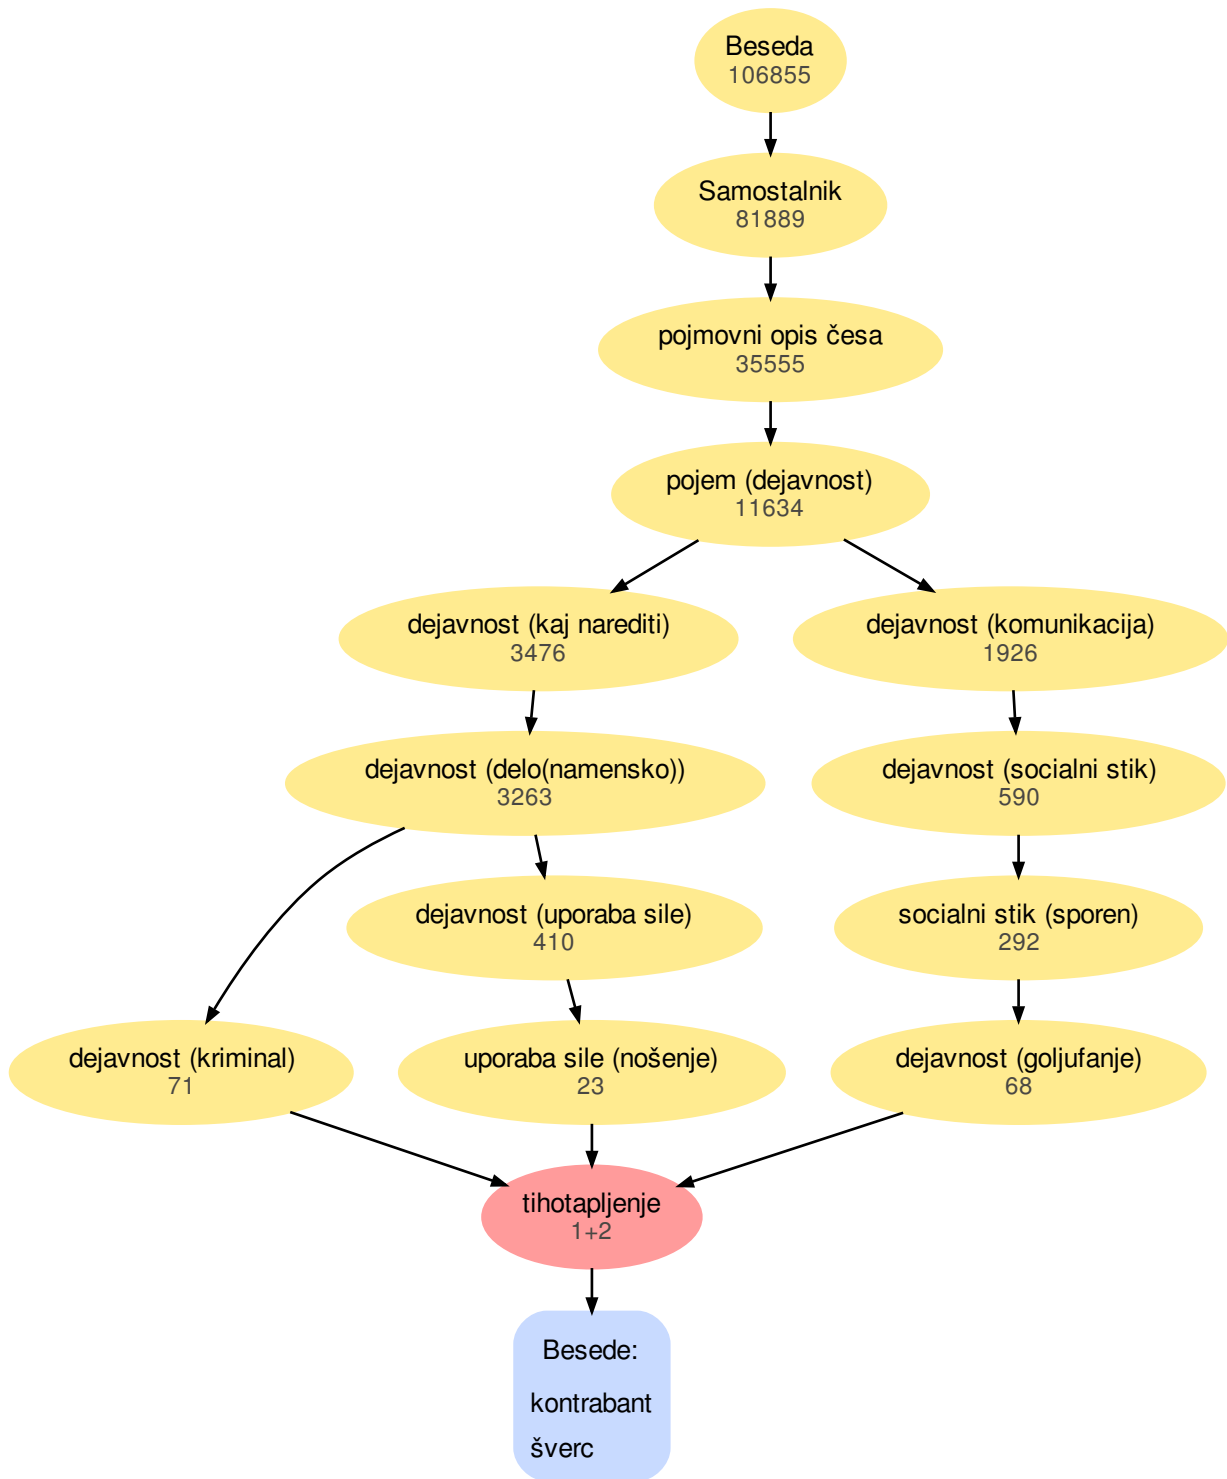 Beseda
106855
Samostalnik
81889
pojmovni opis česa
35555
pojem (dejavnost)
11634
dejavnost (kaj narediti)
3476
dejavnost (komunikacija)
1926
dejavnost (delo(namensko))
3263
dejavnost (socialni stik)
590
dejavnost (uporaba sile)
410
socialni stik (sporen)
292
dejavnost (kriminal)
71
uporaba sile (nošenje)
23
dejavnost (goljufanje)
68
tihotapljenje
1+2
Besede:
kontrabant
šverc